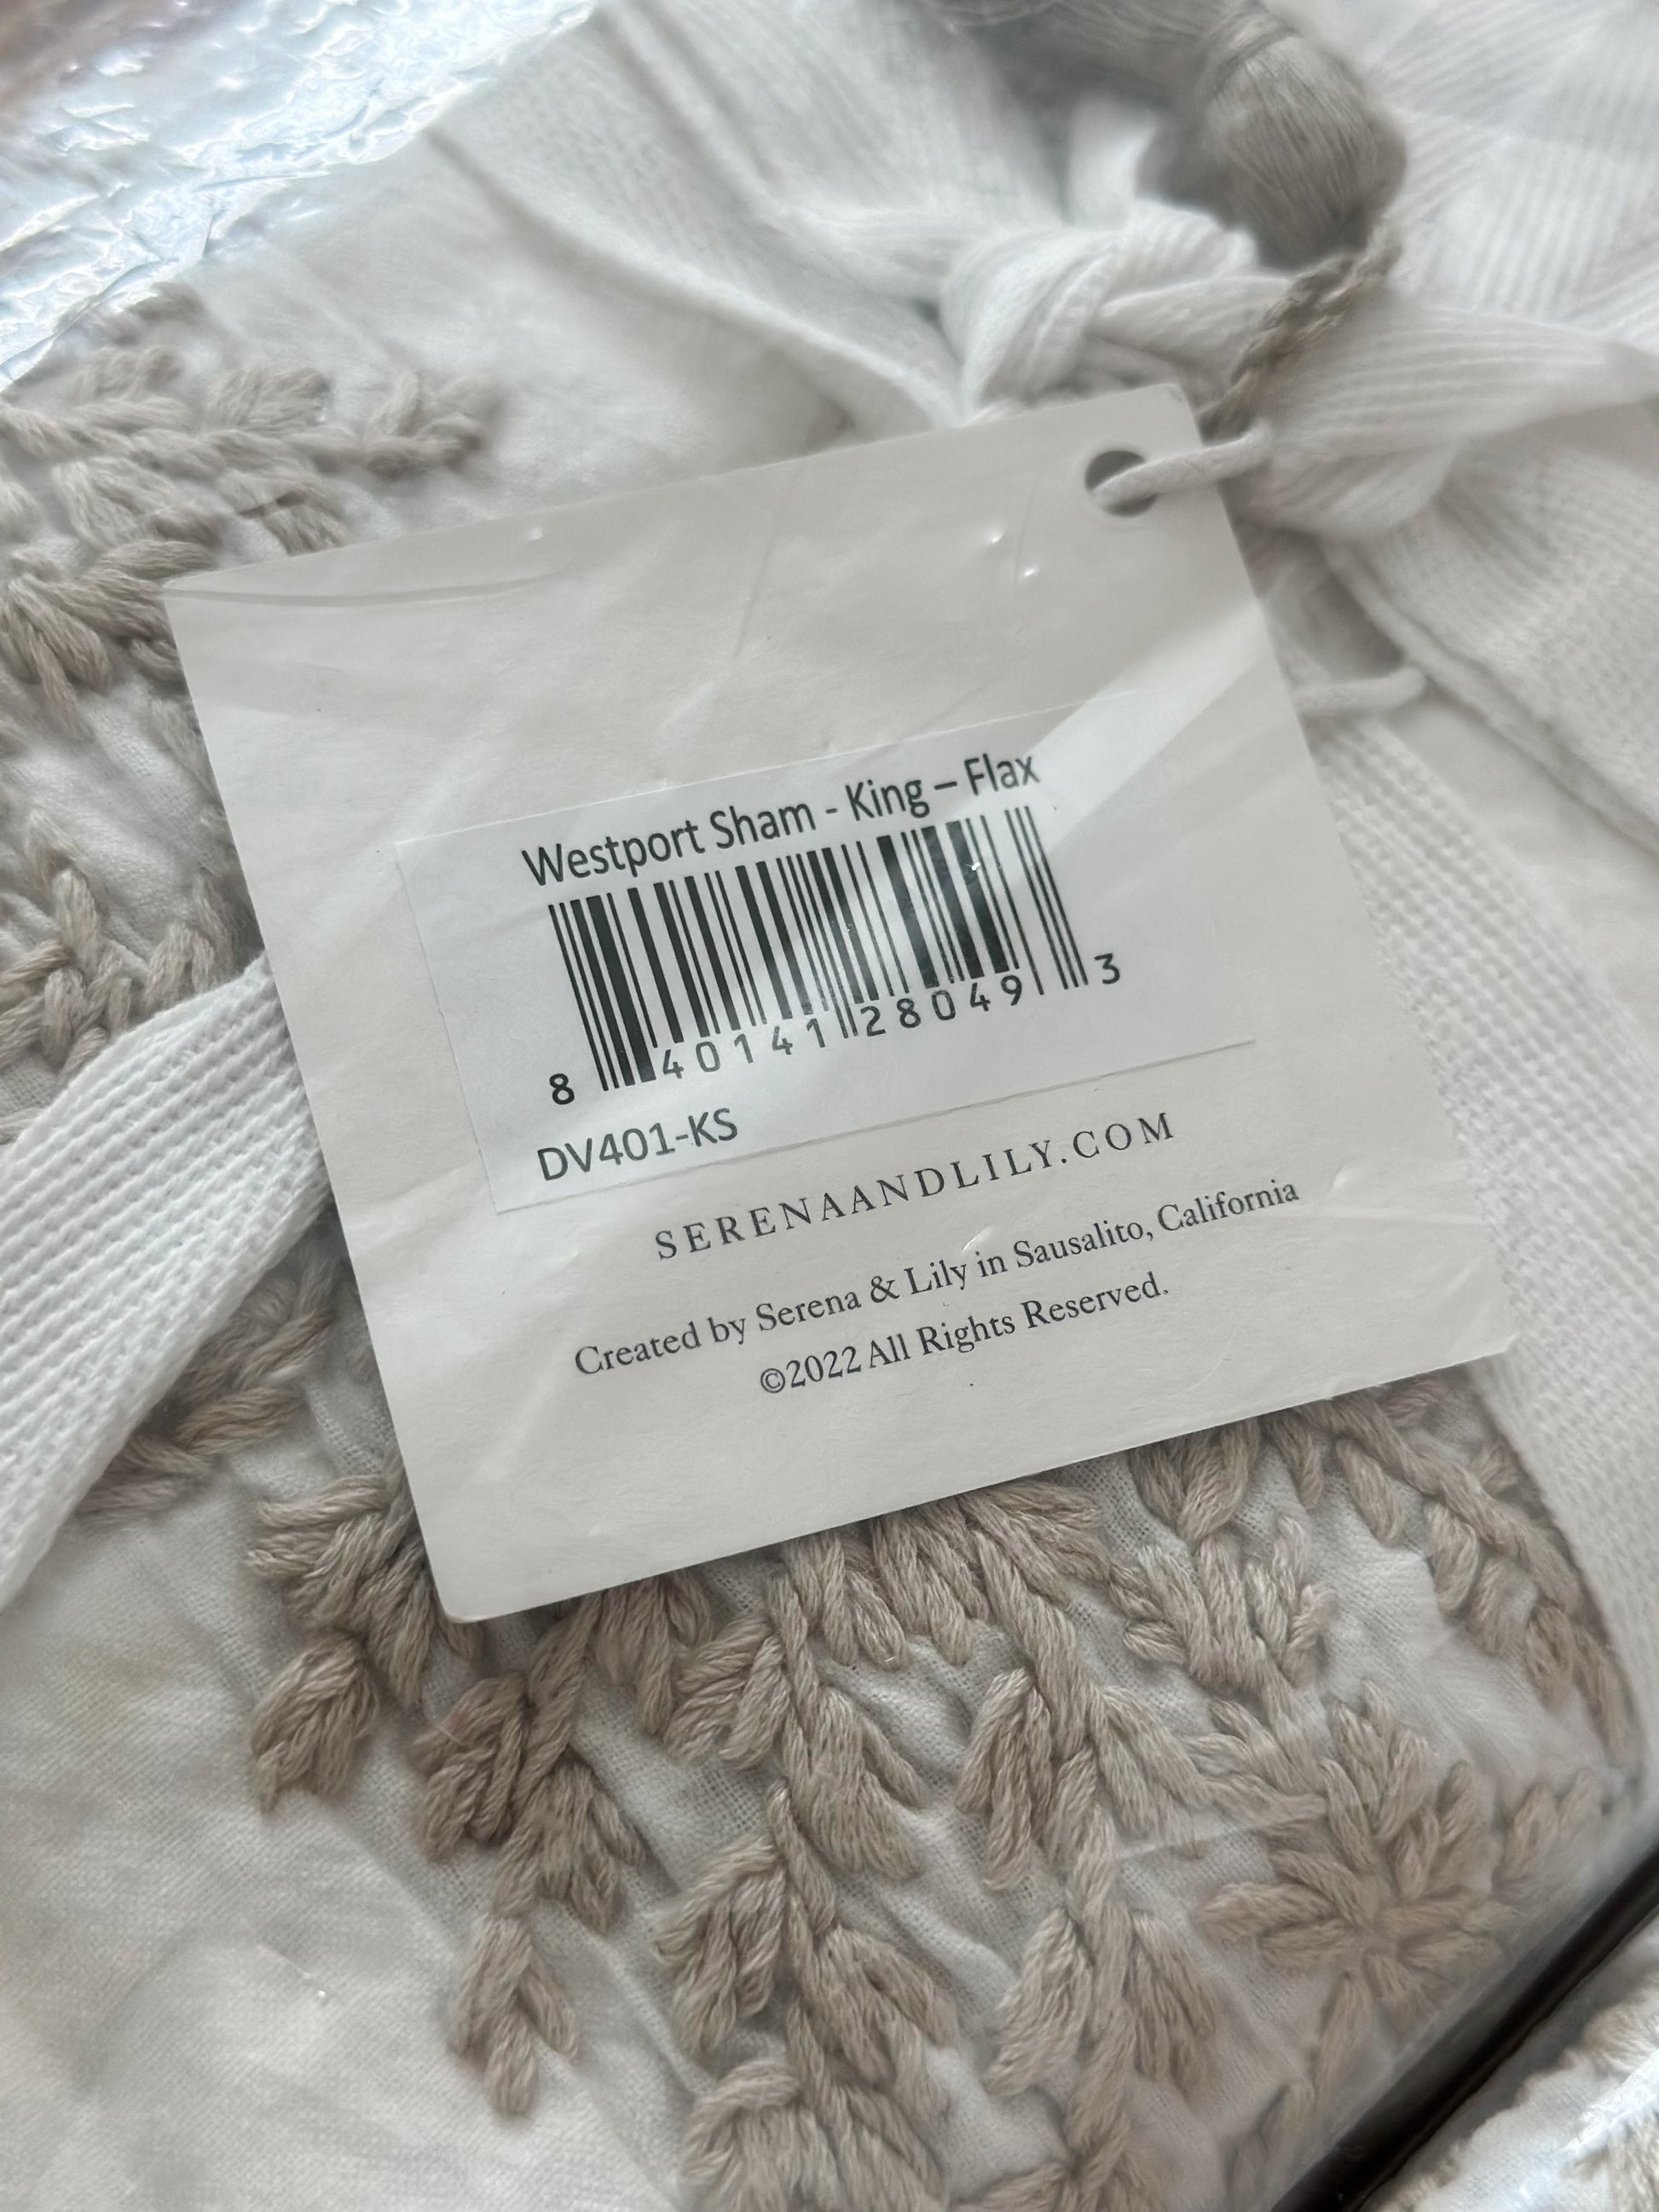 Westport Sham - King – Flax
8 40141 28049 3
DV401-KS
SERENAANDLILY.COM
Created by Serena & Lily in Sausalito, California
©2022 All Rights Reserved.